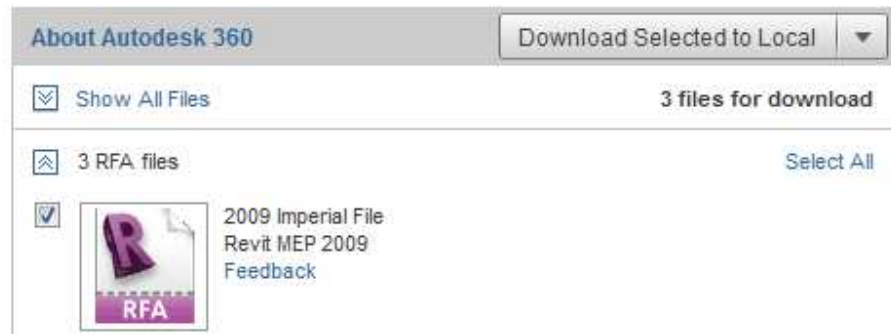 About Autodesk 360
Download Selected to Local
Show All Files
3 files for download
3 RFA files
Select All
2009 Imperial File
Revit MEP 2009
Feedback
R
RFA